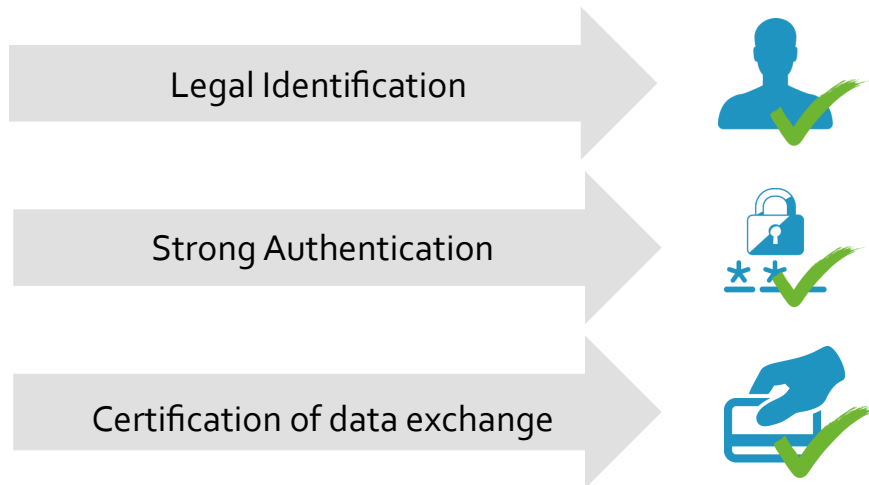 Legal Identification
Strong Authentication
Certification of data exchange